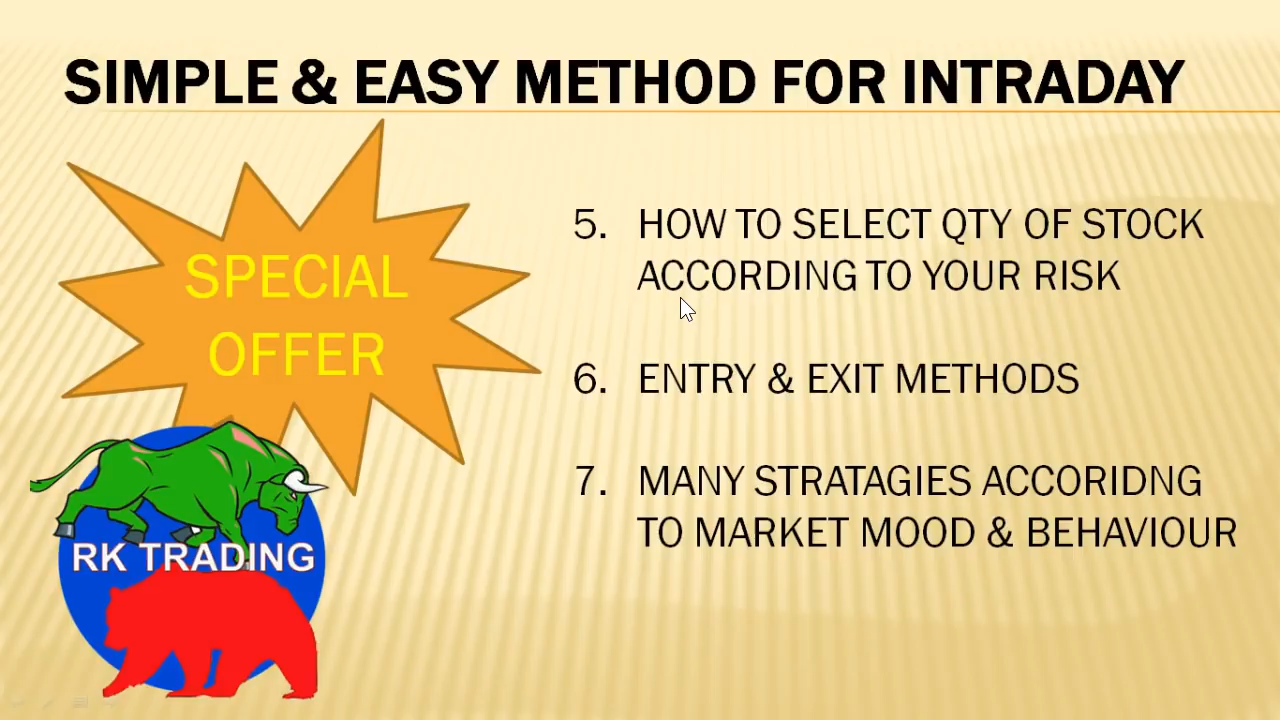 SIMPLE & EASY METHOD FOR INTRADAY
SPECIAL
OFFER
RK TRADING
5. HOW TO SELECT QTY OF STOCK
ACCORDING TO YOUR RISK
6. ENTRY & EXIT METHODS
7. MANY STRATAGIES ACCORIDNG
TO MARKET MOOD & BEHAVIOUR